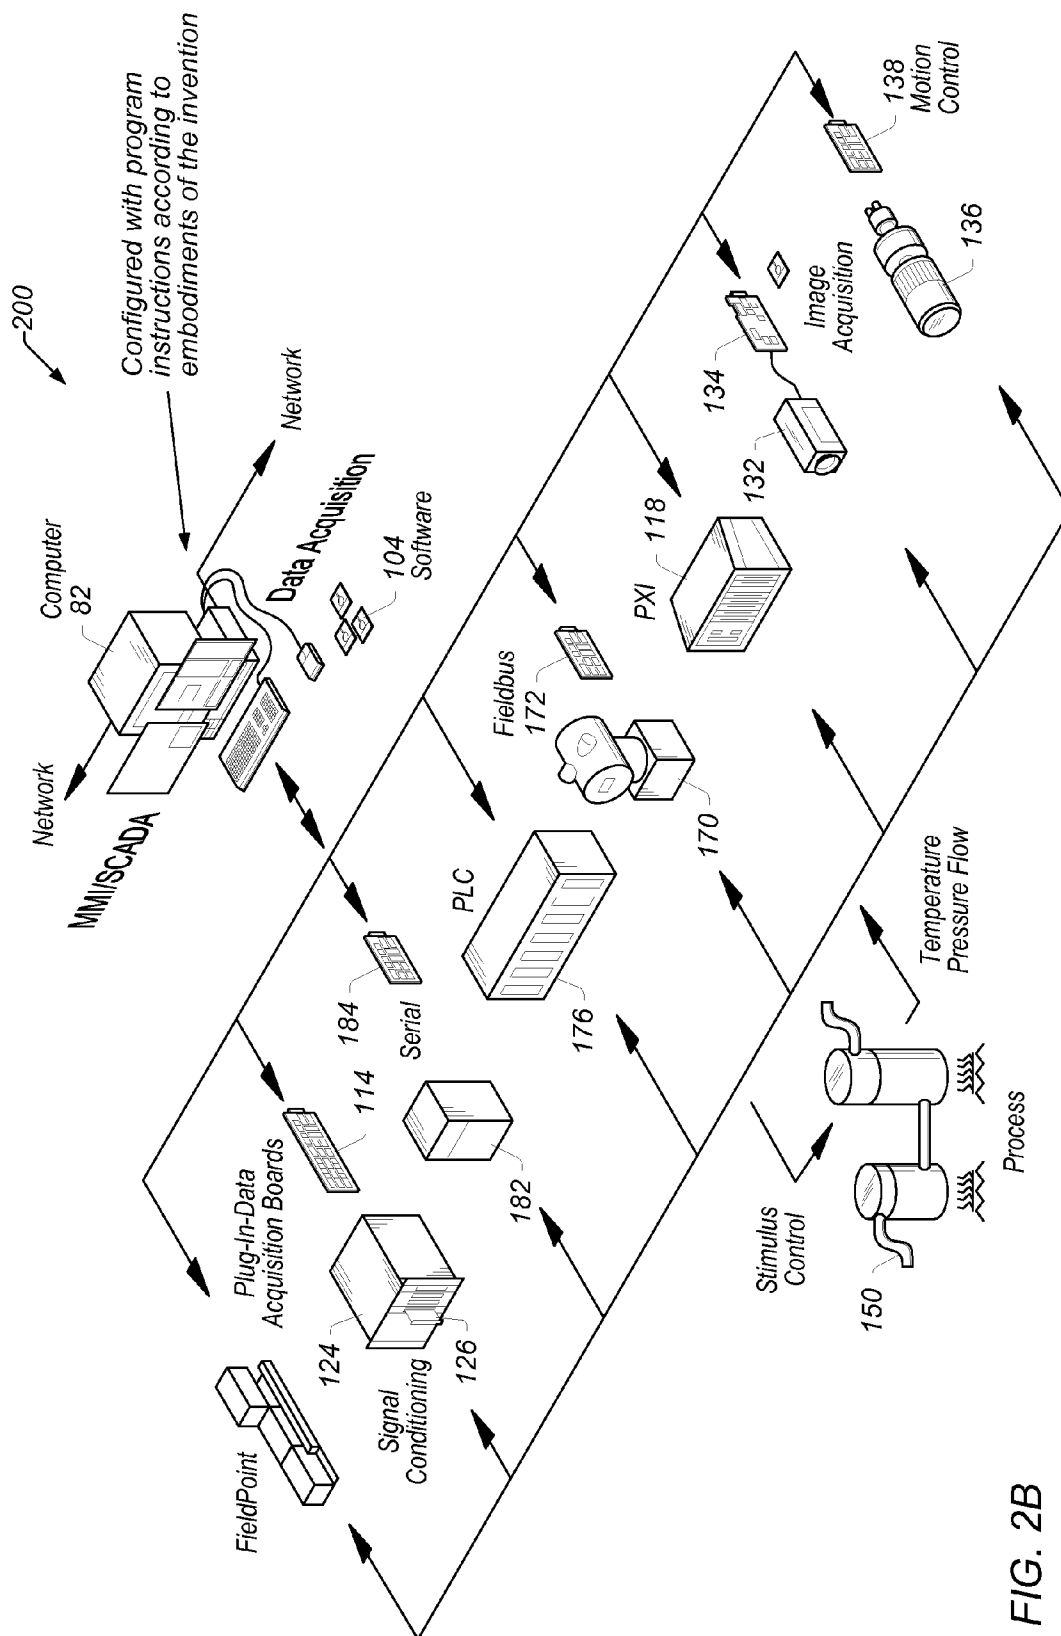 200
Configured with program
instructions according to
embodiments of the invention
Network
Computer
82
Network
MMI/SCADA
Data Acquisition
104
Software
FieldPoint
Plug-In-Data
Acquisition Boards
114
124
Signal
Conditioning
126
184
Serial
182
PLC
176
Fieldbus
172
170
PXI
118
134
132
Image
Acquisition
138
Motion
Control
136
Stimulus
Control
150
Process
Temperature
Pressure Flow
FIG. 2B